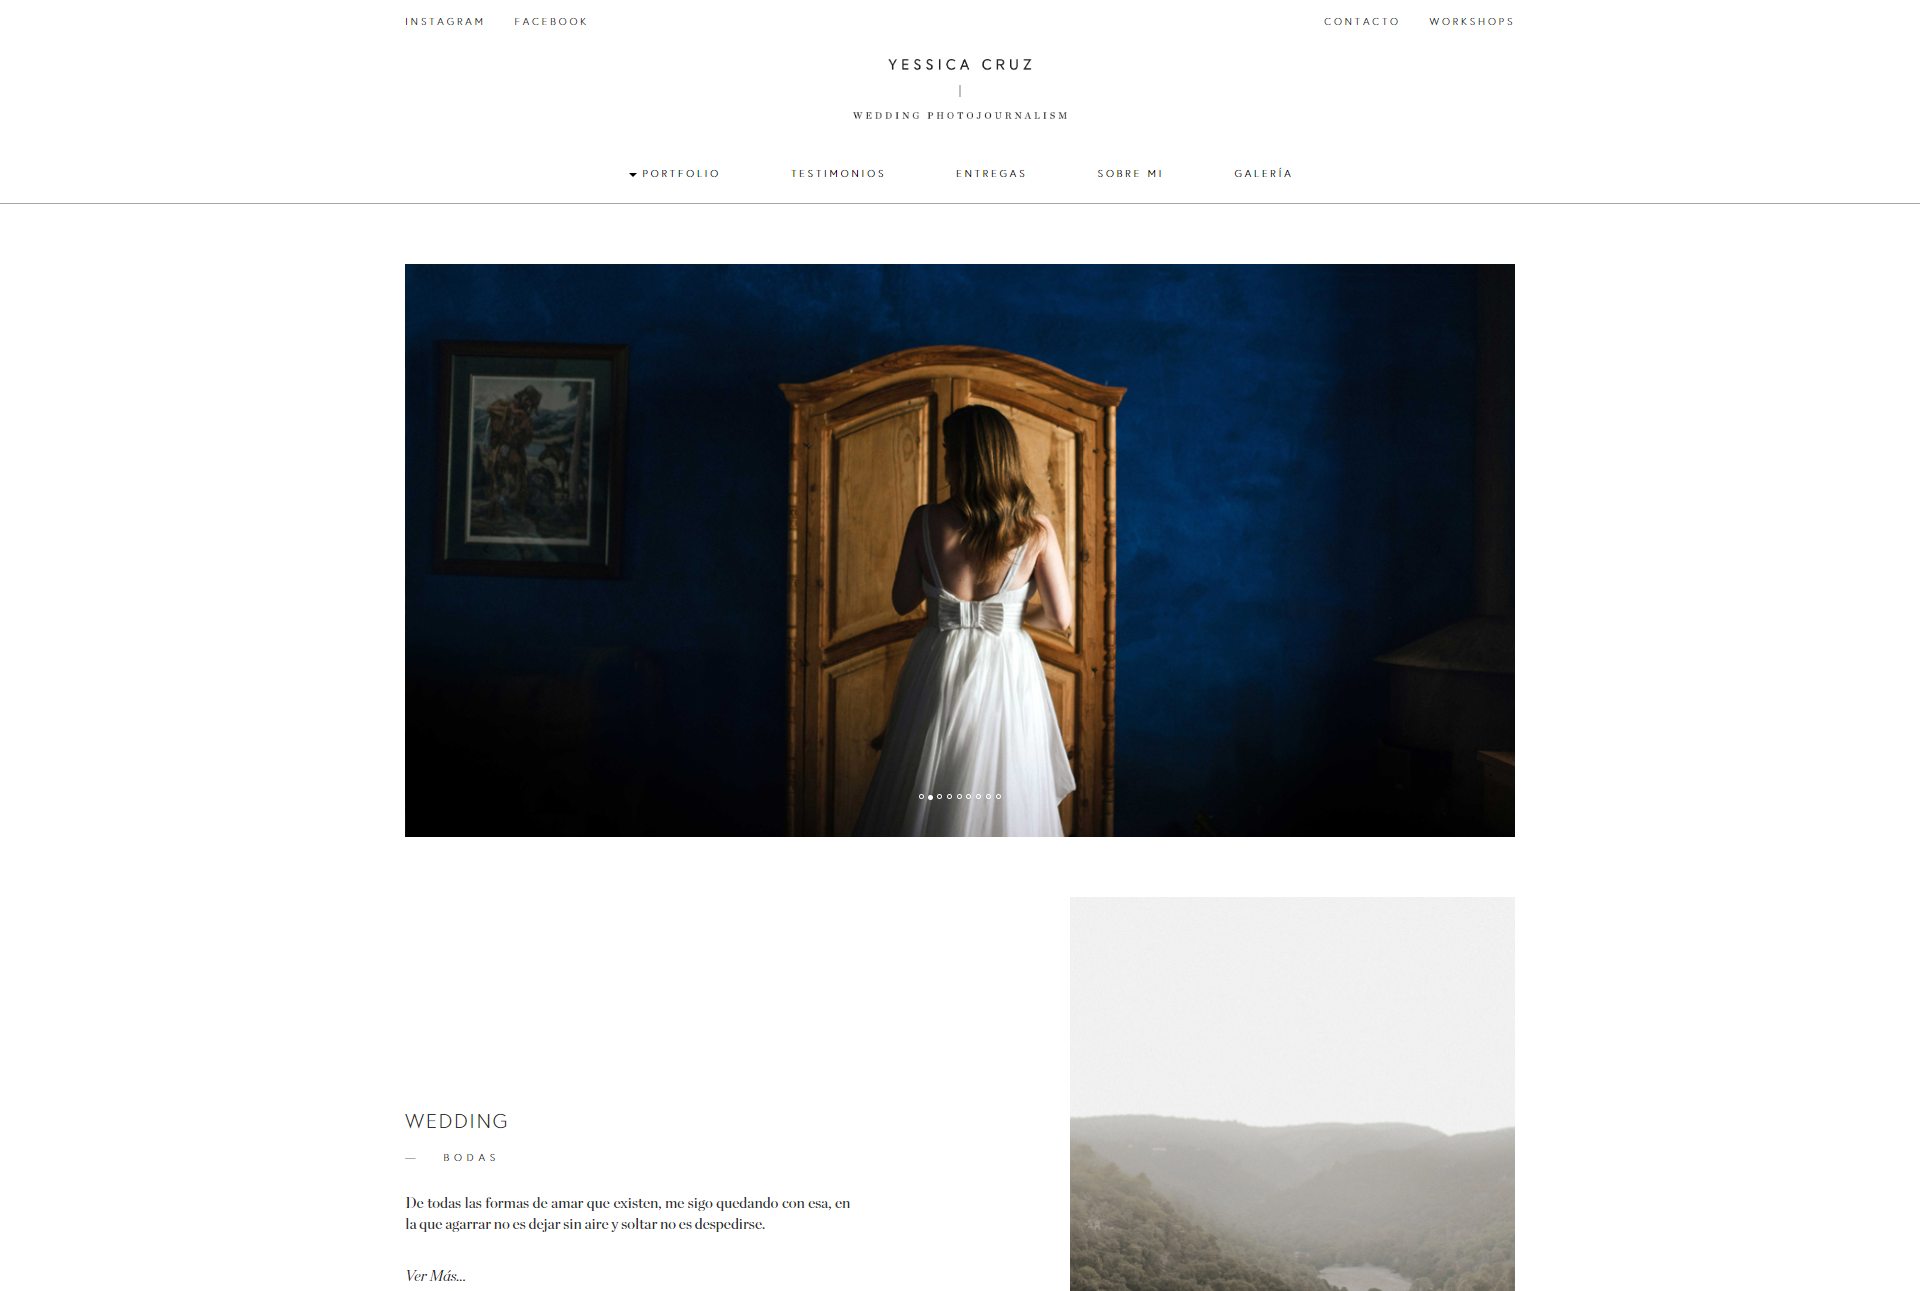 INSTAGRAM FACEBOOK CONTACTO WORKSHOPS
YESSICA CRUZ
|
WEDDING PHOTOJOURNALISM
PORTFOLIO TESTIMONIOS ENTREGAS SOBRE MI GALERÍA
WEDDING
— BODAS
De todas las formas de amar que existen, me sigo quedando con esa, en
la que agarrar no es dejar sin aire y soltar no es despedirse.
Ver Más...